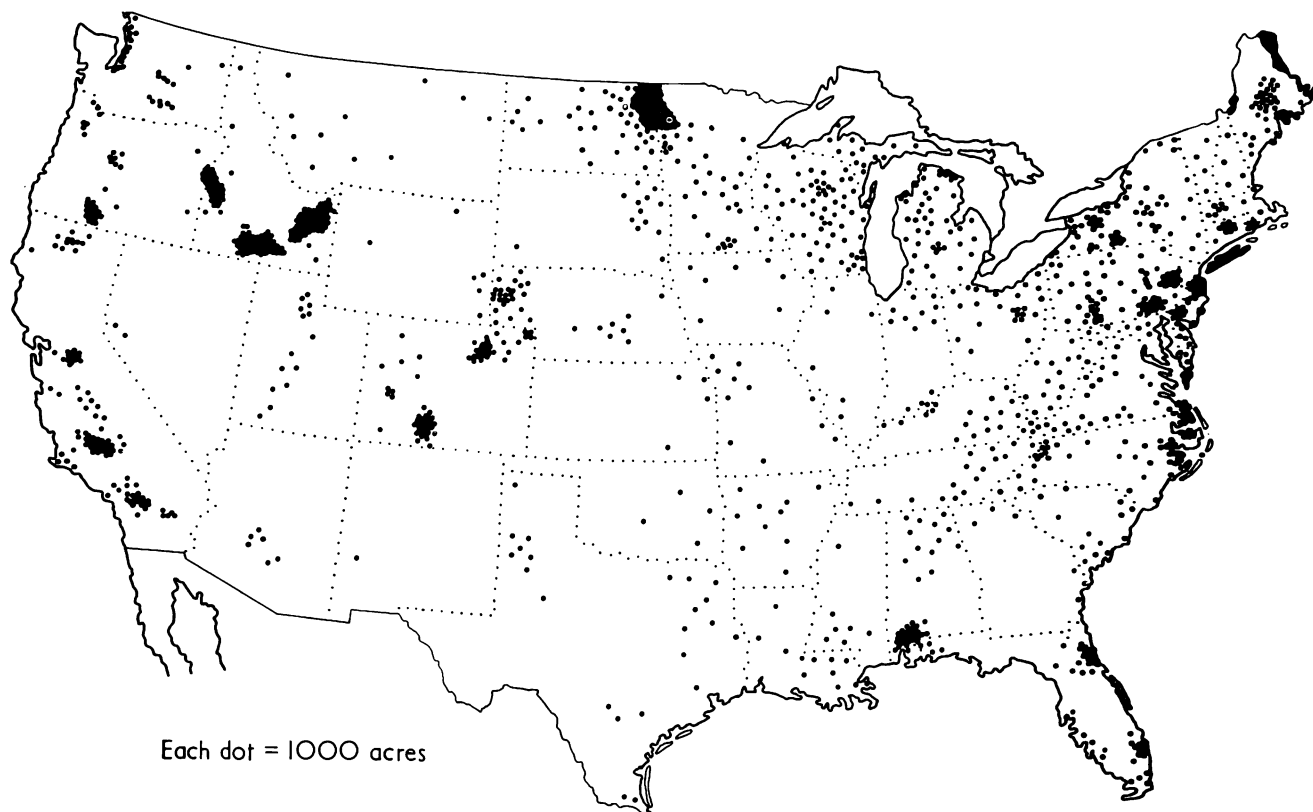 Each dot = 1000 acres